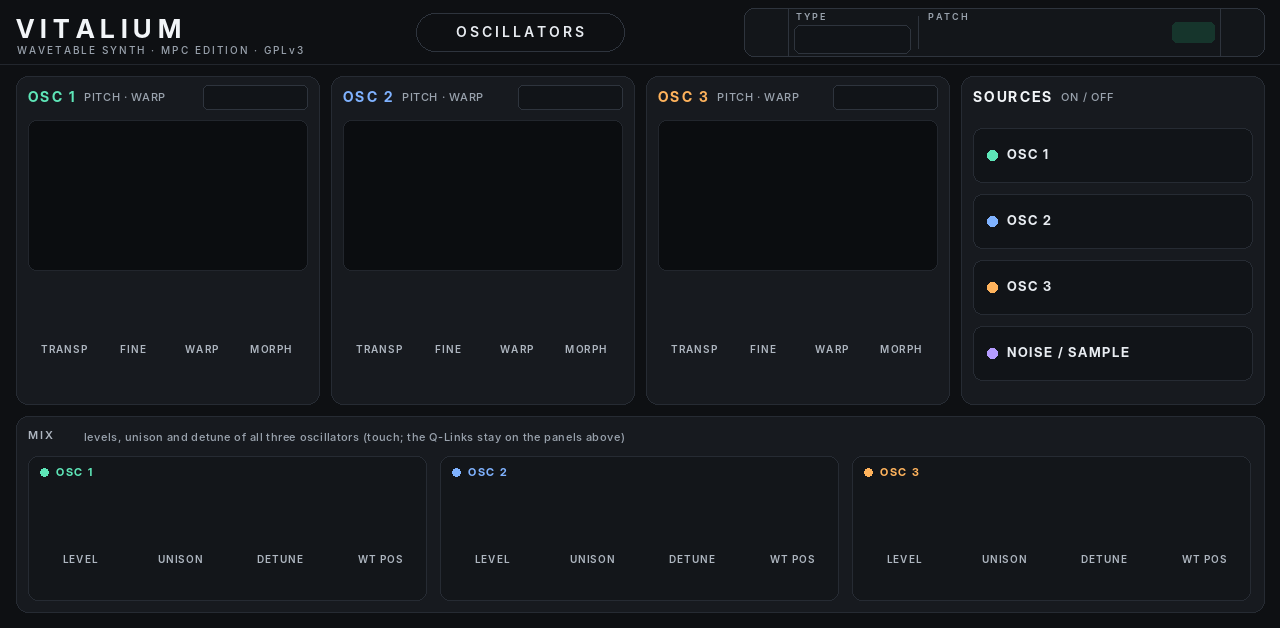 VITALIUM
WAVETABLE SYNTH · MPC EDITION · GPLv3
OSCILLATORS
TYPE
PATCH
OSC 1 PITCH · WARP
OSC 2 PITCH · WARP
OSC 3 PITCH · WARP
SOURCES ON / OFF
TRANSP FINE WARP MORPH
TRANSP FINE WARP MORPH
TRANSP FINE WARP MORPH
OSC 1
OSC 2
OSC 3
NOISE / SAMPLE
MIX levels, unison and detune of all three oscillators (touch; the Q-Links stay on the panels above)
OSC 1
LEVEL UNISON DETUNE WT POS
OSC 2
LEVEL UNISON DETUNE WT POS
OSC 3
LEVEL UNISON DETUNE WT POS